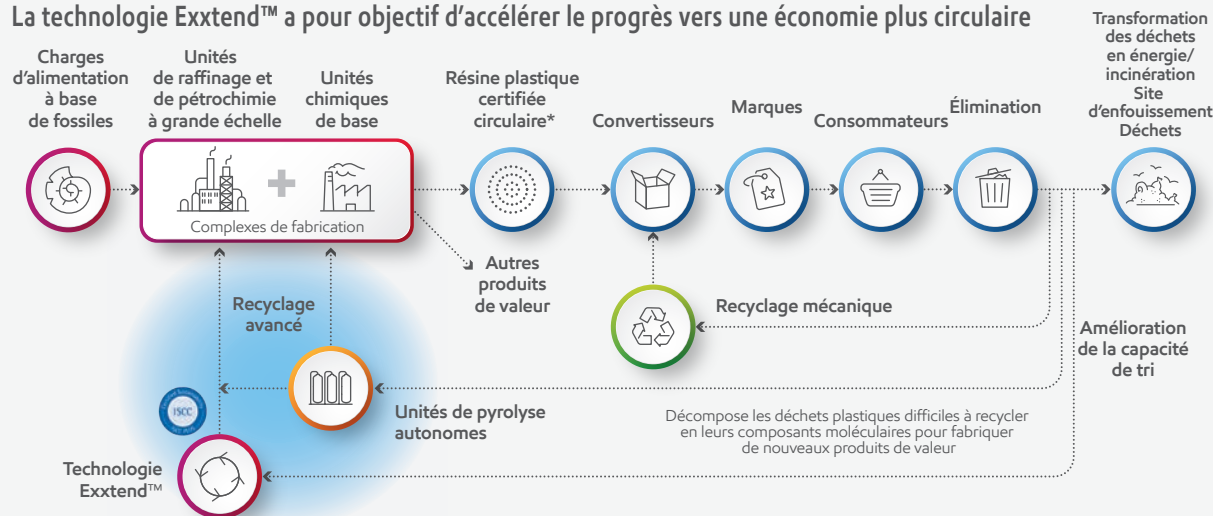 La technologie Exxtend™ a pour objectif d’accélérer le progrès vers une économie plus circulaire
Charges
d’alimentation
à base
de fossiles
Unités
de raffinage et
de pétrochimie
à grande échelle
Unités
chimiques
de base
Complexes de fabrication
Résine plastique
certifiée
circulaire*
Convertisseurs
Marques
Consommateurs
Élimination
Transformation
des déchets
en énergie/
incinération
Site
d’enfouissement
Déchets
Autres
produits
de valeur
Recyclage
avancé
Recyclage mécanique
Amélioration
de la capacité
de tri
Unités de pyrolyse
autonomes
Décompose les déchets plastiques difficiles à recycler
en leurs composants moléculaires pour fabriquer
de nouveaux produits de valeur
ISCC
Technologie
Exxtend™